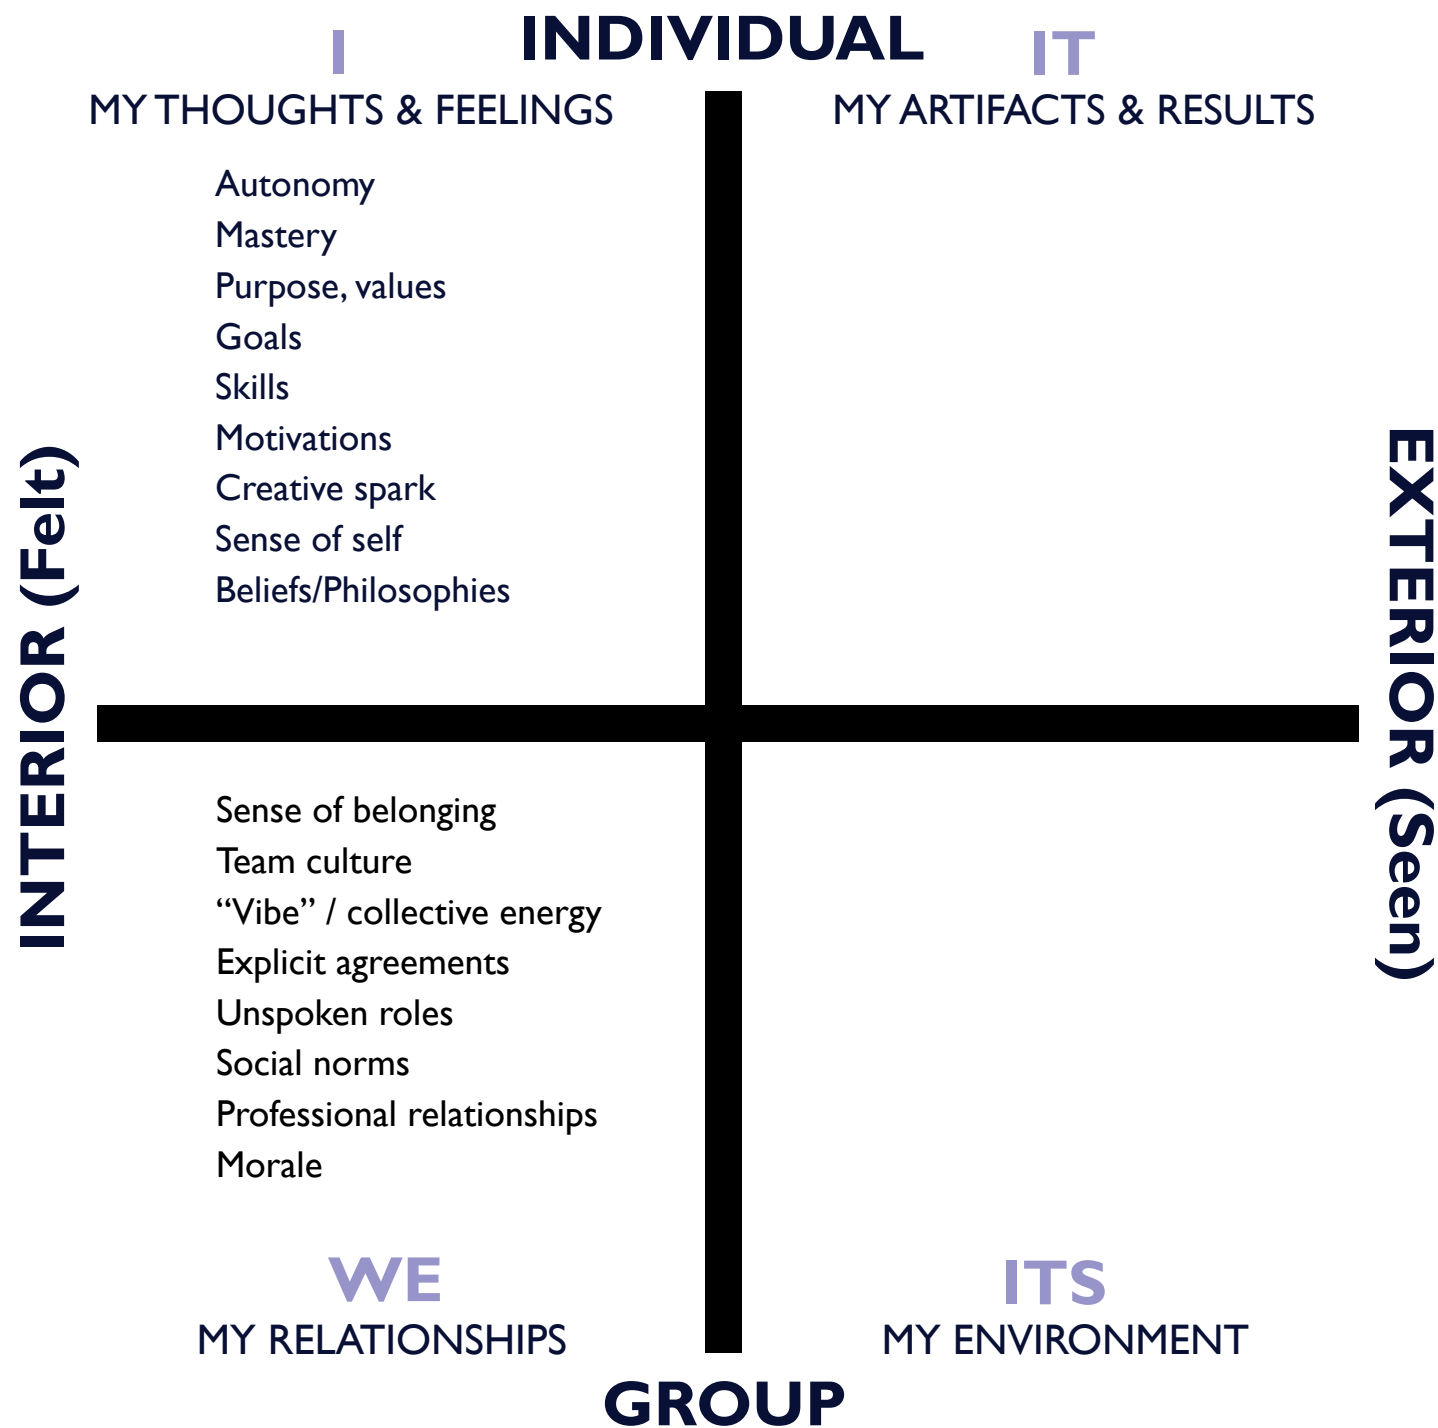 INDIVIDUAL
I
MY THOUGHTS & FEELINGS
Autonomy
Mastery
Purpose, values
Goals
Skills
Motivations
Creative spark
Sense of self
Beliefs/Philosophies
IT
MY ARTIFACTS & RESULTS
INTERIOR (Felt)
EXTERIOR (Seen)
Sense of belonging
Team culture
“Vibe” / collective energy
Explicit agreements
Unspoken roles
Social norms
Professional relationships
Morale
WE
MY RELATIONSHIPS
ITS
MY ENVIRONMENT
GROUP